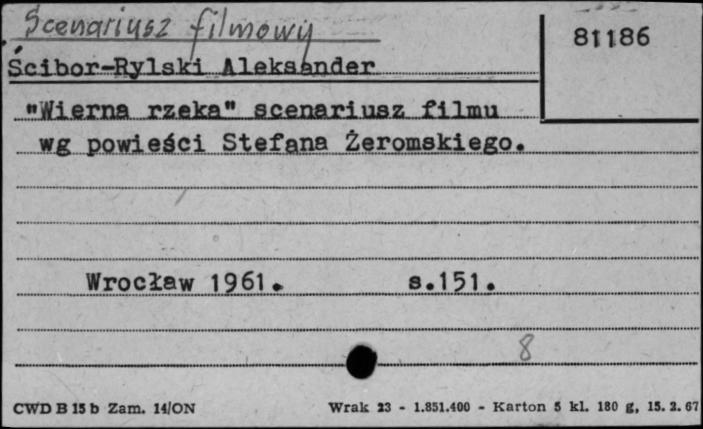 Scenariusz filmowy
81186
Ścibor-Rylski Aleksander
"Wierna rzeka" scenariusz filmu
wg powieści Stefana Żeromskiego.
Wrocław 1961. s.151.
8
CWD B 15 b Zam. 14/ON Wrak 23 - 1.851.400 - Karton 5 kl. 180 g, 15. 2. 67